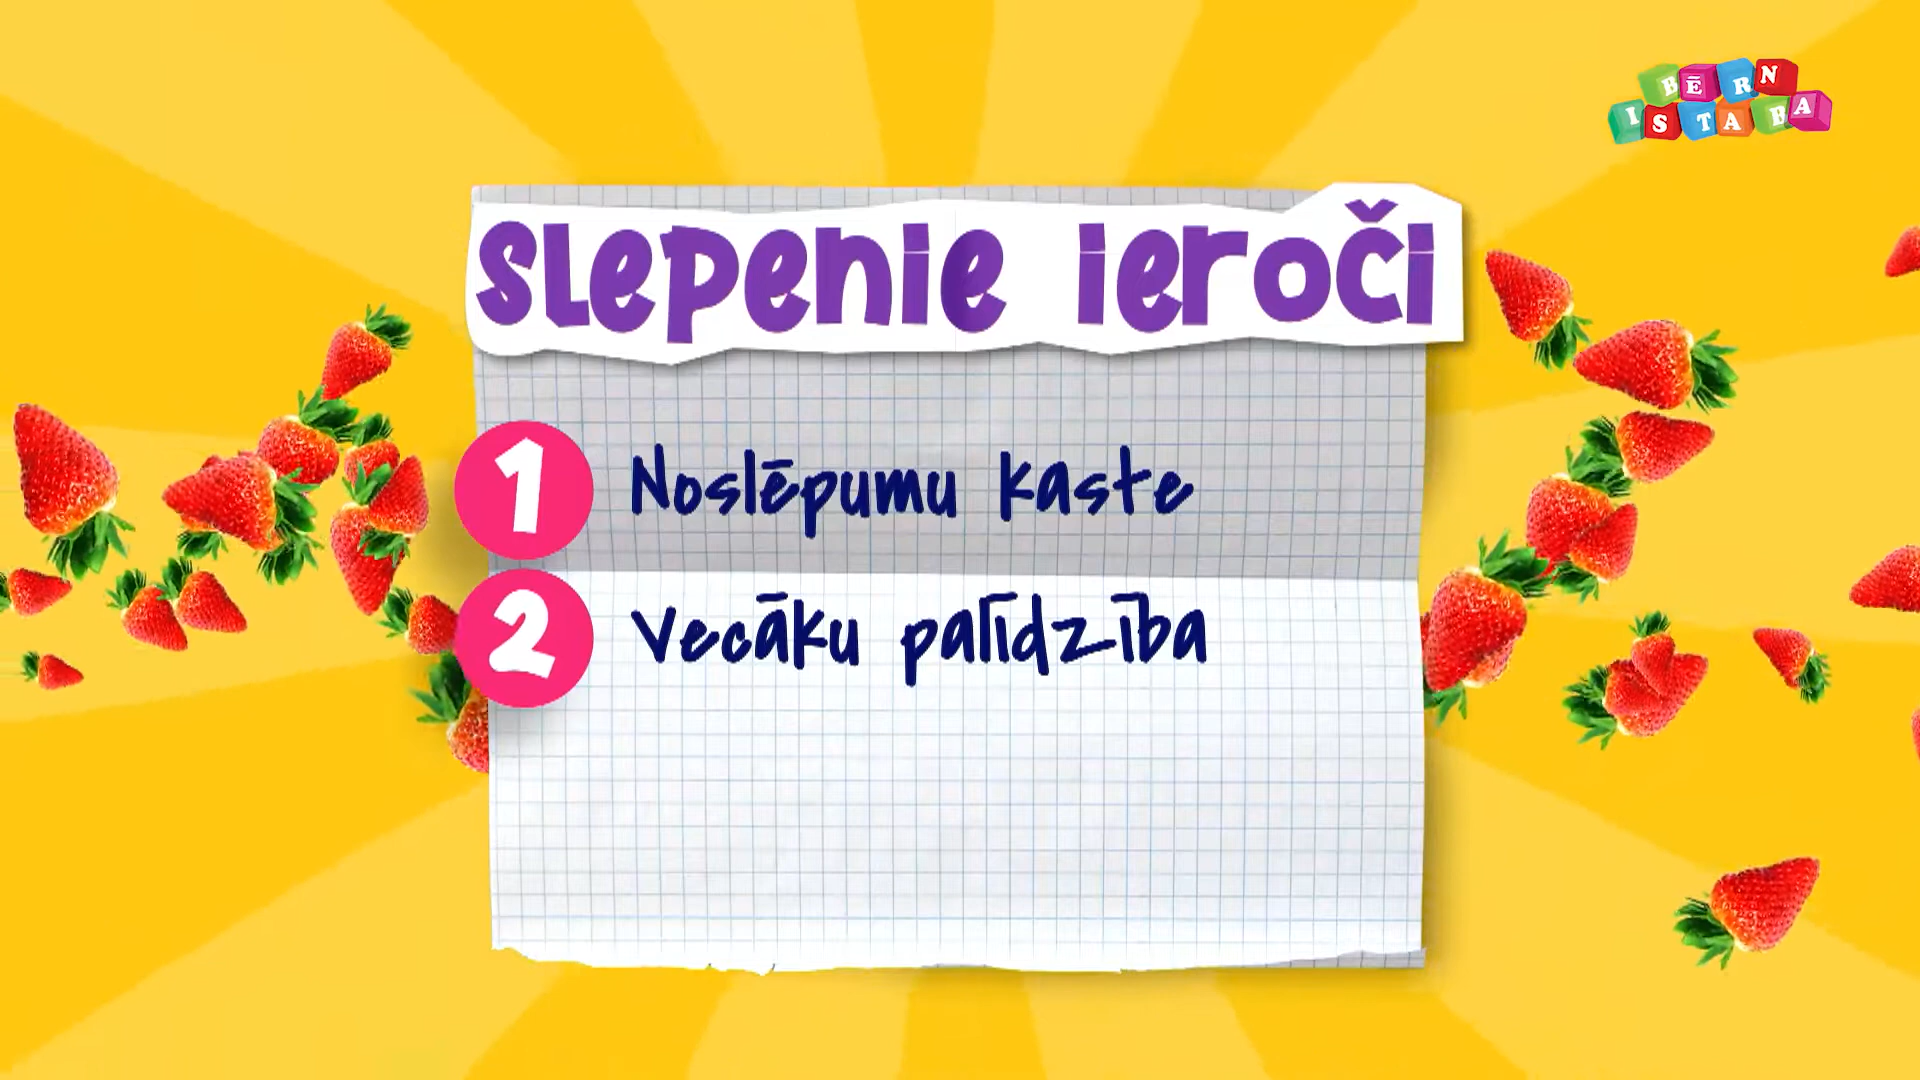 BĒRN
ISTABA
slepenie ieroči
1 Noslēpumu kaste
2 Vecāku palīdzība